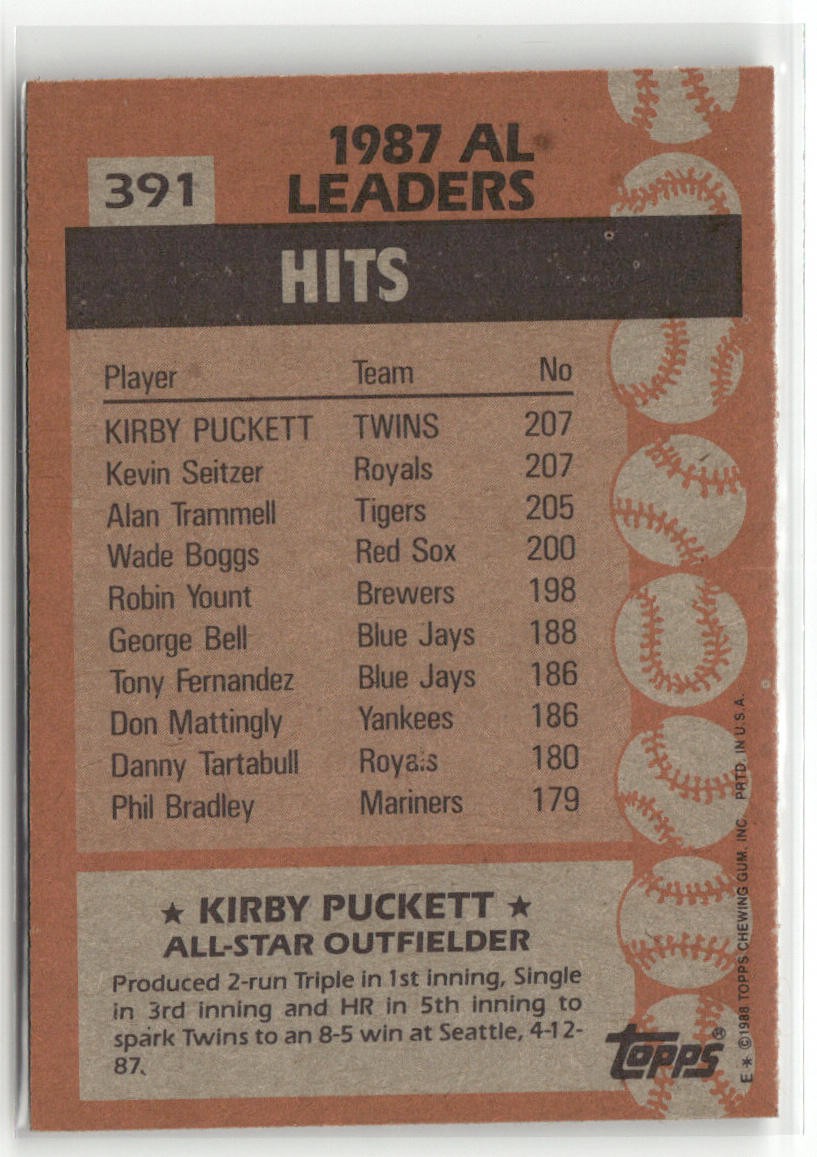 391
1987 AL
LEADERS
HITS
Player Team No
KIRBY PUCKETT TWINS 207
Kevin Seitzer Royals 207
Alan Trammell Tigers 205
Wade Boggs Red Sox 200
Robin Yount Brewers 198
George Bell Blue Jays 188
Tony Fernandez Blue Jays 186
Don Mattingly Yankees 186
Danny Tartabull Royals 180
Phil Bradley Mariners 179
★ KIRBY PUCKETT ★
ALL-STAR OUTFIELDER
Produced 2-run Triple in 1st inning, Single
in 3rd inning and HR in 5th inning to
spark Twins to an 8-5 win at Seattle, 4-12-
87.
Topps®
E * ©1988 TOPPS CHEWING GUM, INC. PRTD. IN U.S.A.